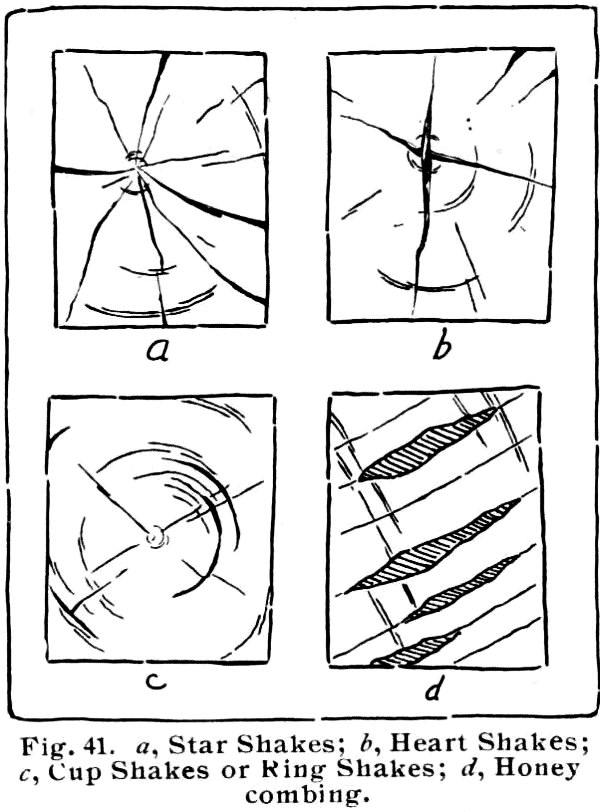 a
b
c
d
Fig. 41. a, Star Shakes; b, Heart Shakes;
c, Cup Shakes or Ring Shakes; d, Honey
combing.